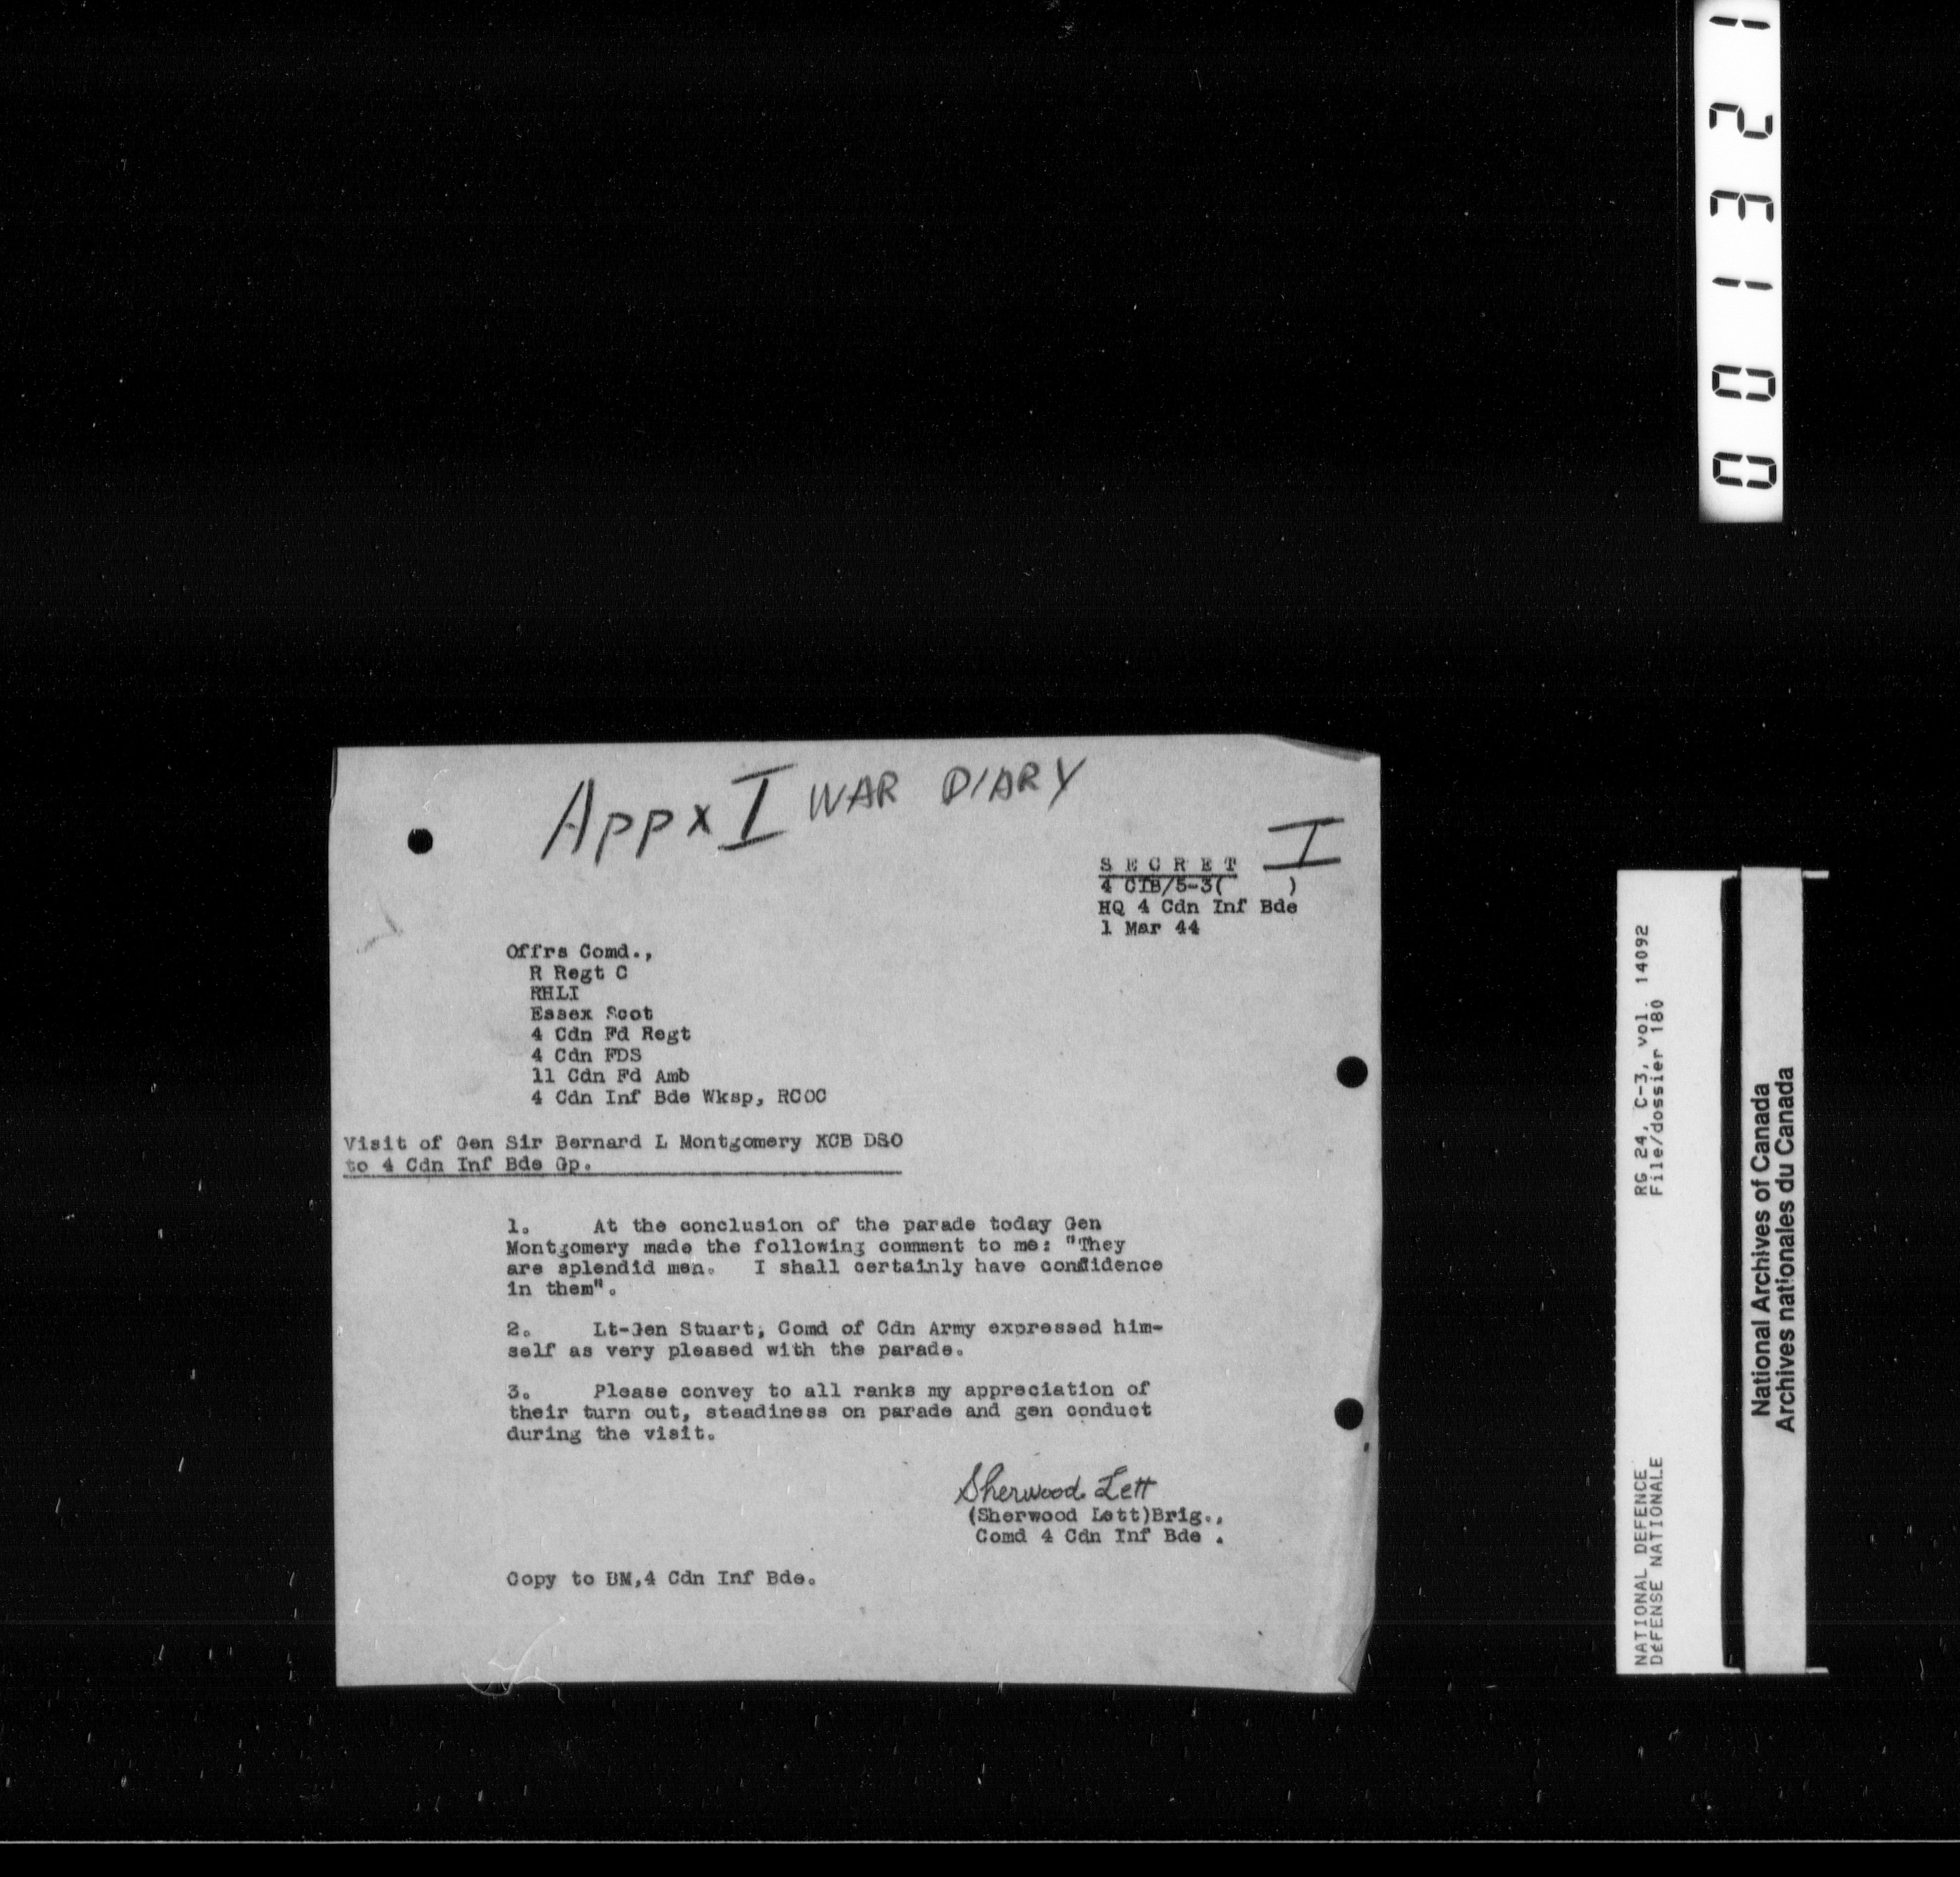 Appx I WAR DIARY
I
S E C R E T
4 CIB/5-3(     )
HQ 4 Cdn Inf Bde
1 Mar 44
Offrs Comd.,
R Regt C
RHLI
Essex Scot
4 Cdn Fd Regt
4 Cdn FDS
11 Cdn Fd Amb
4 Cdn Inf Bde Wksp, RCOC
Visit of Gen Sir Bernard L Montgomery KCB DSO
to 4 Cdn Inf Bde Gp.
1.     At the conclusion of the parade today Gen
Montgomery made the following comment to me: "They
are splendid men.  I shall certainly have confidence
in them".
2.     Lt-Gen Stuart, Comd of Cdn Army expressed him-
self as very pleased with the parade.
3.     Please convey to all ranks my appreciation of
their turn out, steadiness on parade and gen conduct
during the visit.
Sherwood Lett
(Sherwood Lett)Brig.,
Comd 4 Cdn Inf Bde .
Copy to BM,4 Cdn Inf Bde.
001321
NATIONAL DEFENCE     RG 24, C-3, vol. 14092
DéFENSE NATIONALE     File/dossier 180
National Archives of Canada
Archives nationales du Canada